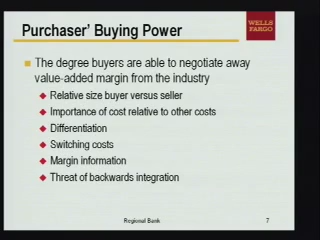 Purchaser' Buying Power
WELLS
FARGO
The degree buyers are able to negotiate away
value-added margin from the industry
Relative size buyer versus seller
Importance of cost relative to other costs
Differentiation
Switching costs
Margin information
Threat of backwards integration
Regional Bank
7